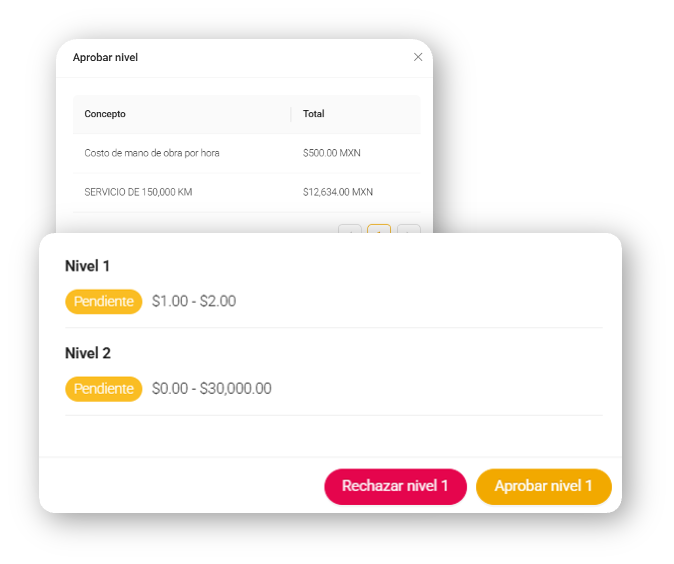 Aprobar nivel
Concepto Total
Costo de mano de obra por hora $500.00 MXN
SERVICIO DE 150,000 KM $12,634.00 MXN
Nivel 1
Pendiente $1.00 - $2.00
Nivel 2
Pendiente $0.00 - $30,000.00
Rechazar nivel 1 Aprobar nivel 1